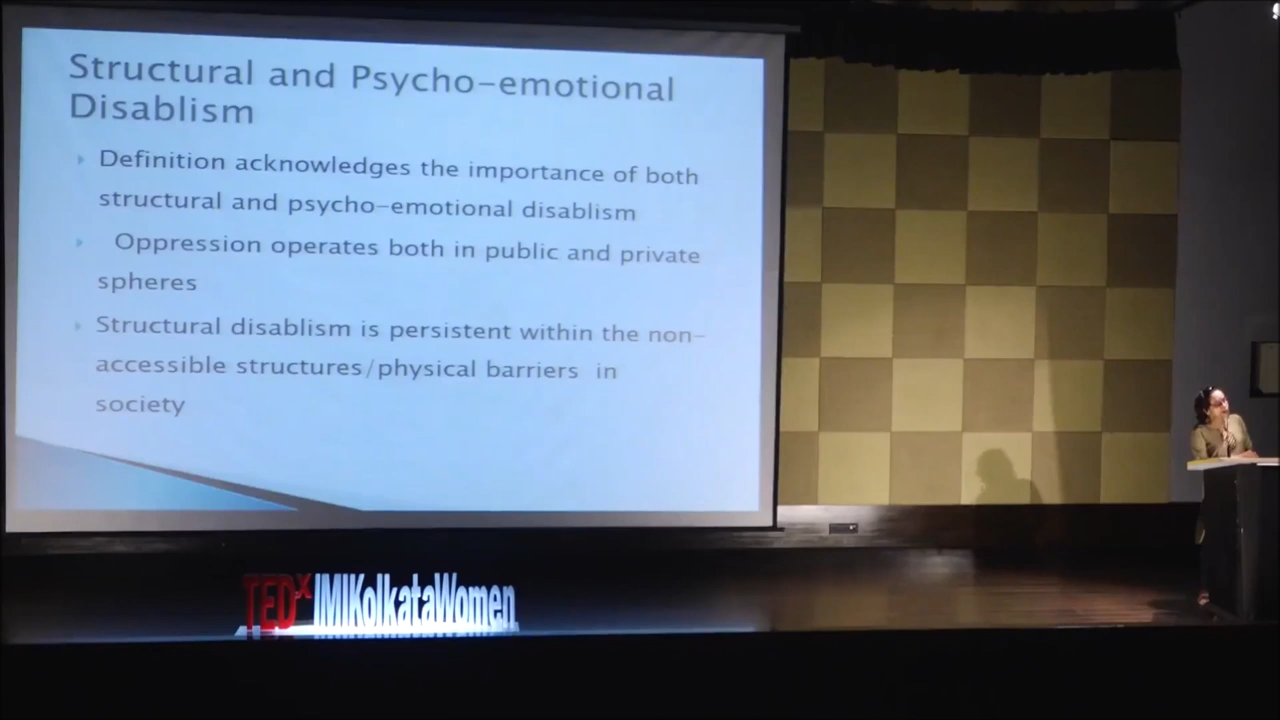 Structural and Psycho-emotional
Disablism
Definition acknowledges the importance of both
structural and psycho-emotional disablism
Oppression operates both in public and private
spheres
Structural disablism is persistent within the non-
accessible structures/physical barriers in
society
TEDx IMIKolkataWomen